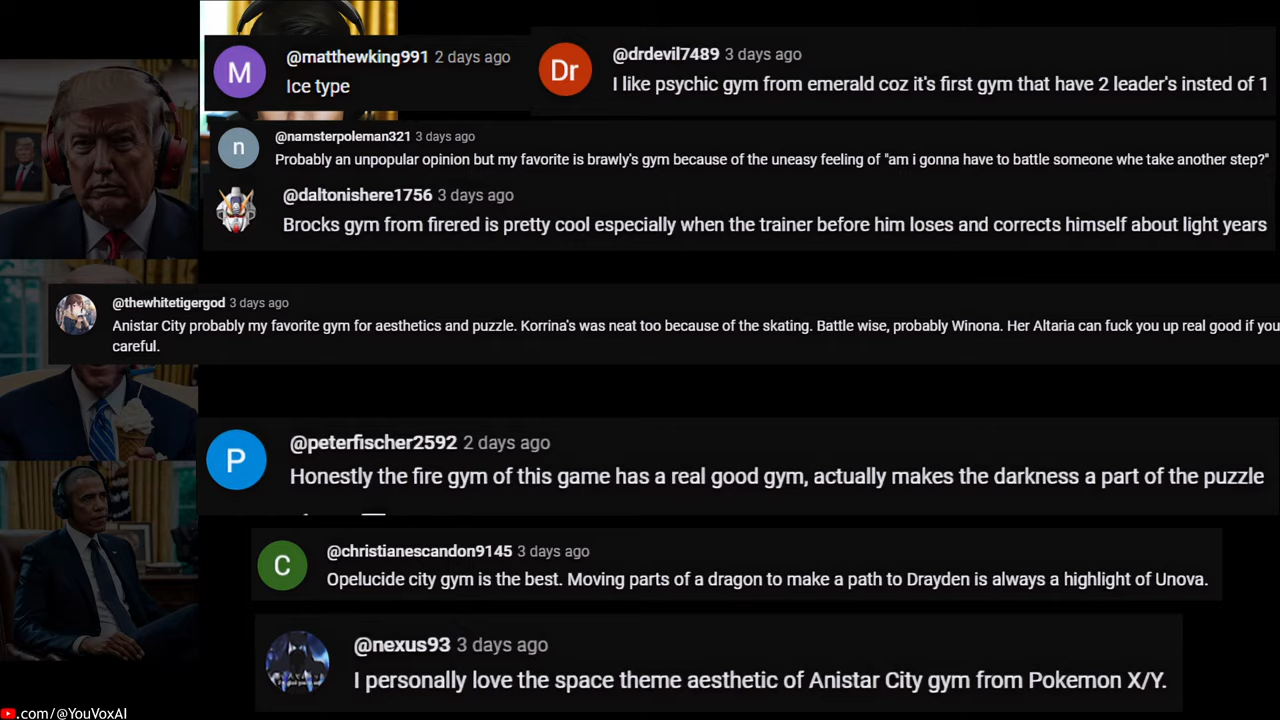 @matthewking991 2 days ago
Ice type
@drdevil7489 3 days ago
I like psychic gym from emerald coz it's first gym that have 2 leader's insted of 1
@namsterpoleman321 3 days ago
Probably an unpopular opinion but my favorite is brawly's gym because of the uneasy feeling of "am i gonna have to battle someone whe take another step?"
@daltonishere1756 3 days ago
Brocks gym from firered is pretty cool especially when the trainer before him loses and corrects himself about light years
@thewhitetigergod 3 days ago
Anistar City probably my favorite gym for aesthetics and puzzle. Korrina's was neat too because of the skating. Battle wise, probably Winona. Her Altaria can fuck you up real good if you
careful.
@peterfischer2592 2 days ago
Honestly the fire gym of this game has a real good gym, actually makes the darkness a part of the puzzle
@christianescandon9145 3 days ago
Opelucide city gym is the best. Moving parts of a dragon to make a path to Drayden is always a highlight of Unova.
@nexus93 3 days ago
I personally love the space theme aesthetic of Anistar City gym from Pokemon X/Y.
M
Dr
n
P
C
s.com/@YouVoxAI